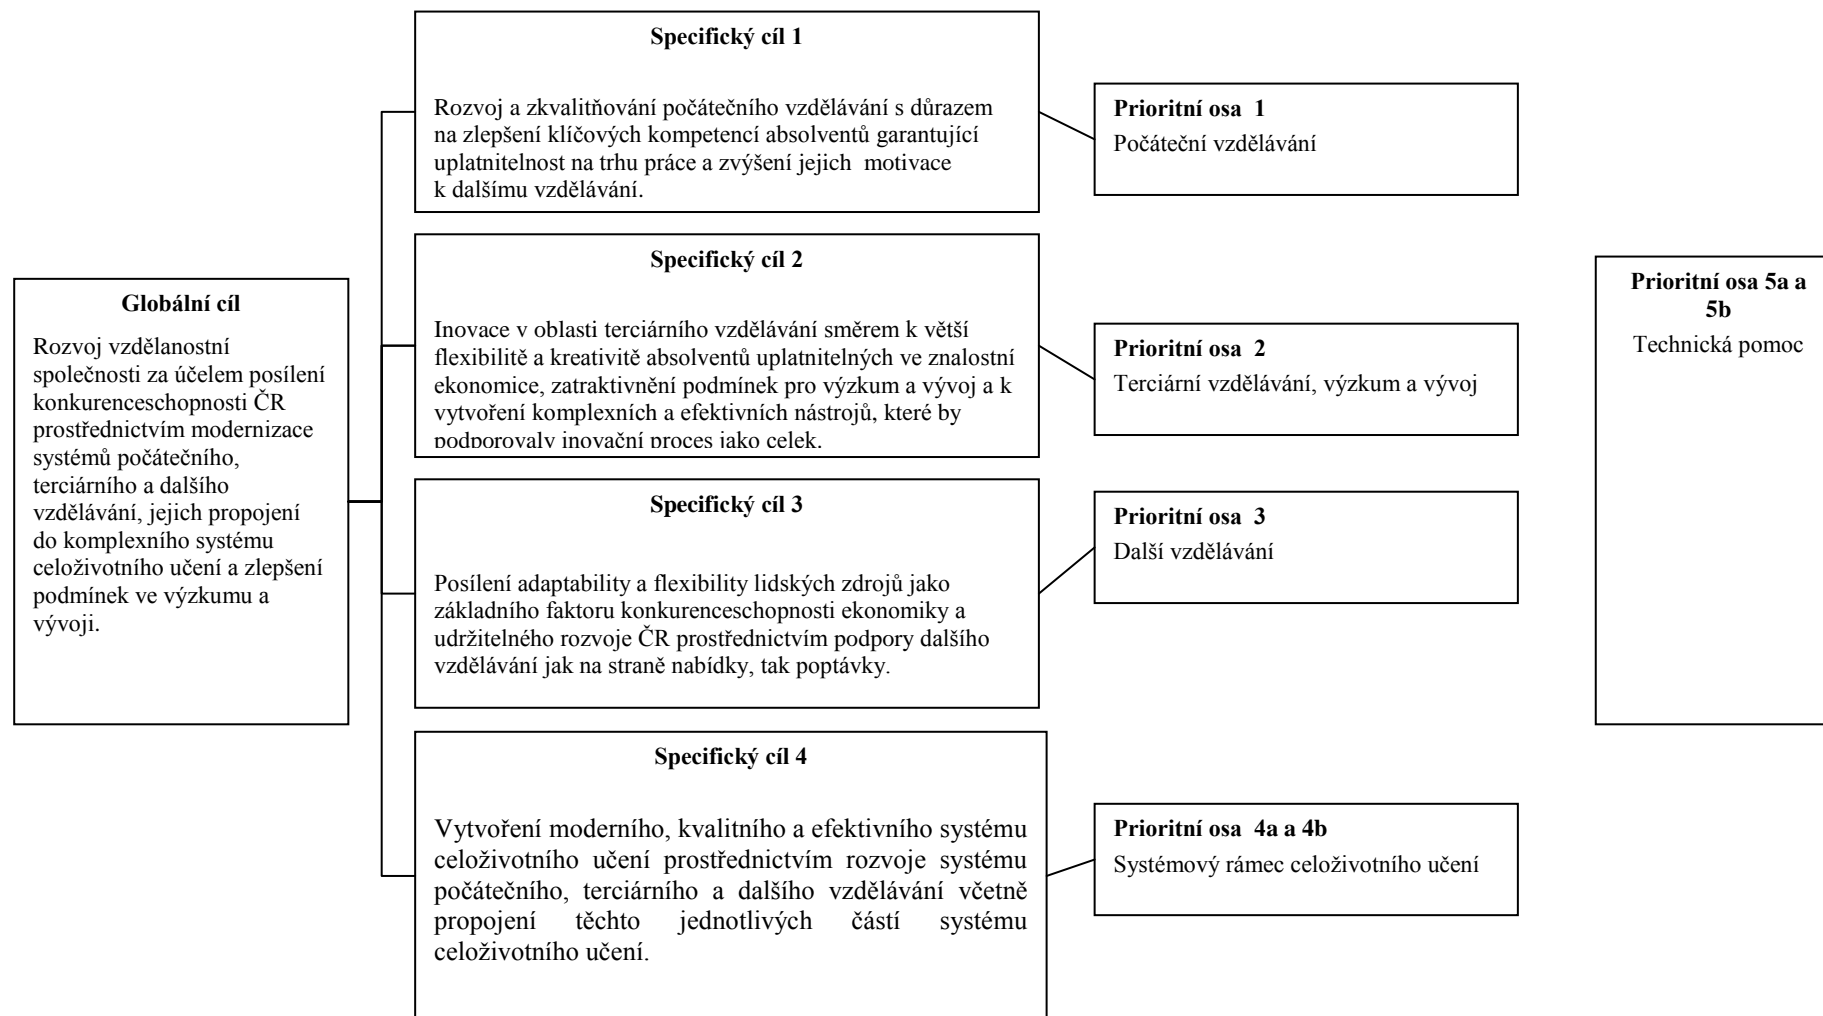 Globální cíl
Rozvoj vzdělanostní
společnosti za účelem posílení
konkurenceschopnosti ČR
prostřednictvím modernizace
systémů počátečního,
terciárního a dalšího
vzdělávání, jejich propojení
do komplexního systému
celoživotního učení a zlepšení
podmínek ve výzkumu a
vývoji.
Specifický cíl 1
Rozvoj a zkvalitňování počátečního vzdělávání s důrazem
na zlepšení klíčových kompetencí absolventů garantující
uplatnitelnost na trhu práce a zvýšení jejich motivace
k dalšímu vzdělávání.
Prioritní osa 1
Počáteční vzdělávání
Specifický cíl 2
Inovace v oblasti terciárního vzdělávání směrem k větší
flexibilitě a kreativitě absolventů uplatnitelných ve znalostní
ekonomice, zatraktivnění podmínek pro výzkum a vývoj a k
vytvoření komplexních a efektivních nástrojů, které by
podporovaly inovační proces jako celek.
Prioritní osa 2
Terciární vzdělávání, výzkum a vývoj
Specifický cíl 3
Posílení adaptability a flexibility lidských zdrojů jako
základního faktoru konkurenceschopnosti ekonomiky a
udržitelného rozvoje ČR prostřednictvím podpory dalšího
vzdělávání jak na straně nabídky, tak poptávky.
Prioritní osa 3
Další vzdělávání
Specifický cíl 4
Vytvoření moderního, kvalitního a efektivního systému
celoživotního učení prostřednictvím rozvoje systému
počátečního, terciárního a dalšího vzdělávání včetně
propojení těchto jednotlivých částí systému
celoživotního učení.
Prioritní osa 4a a 4b
Systémový rámec celoživotního učení
Prioritní osa 5a a
5b
Technická pomoc